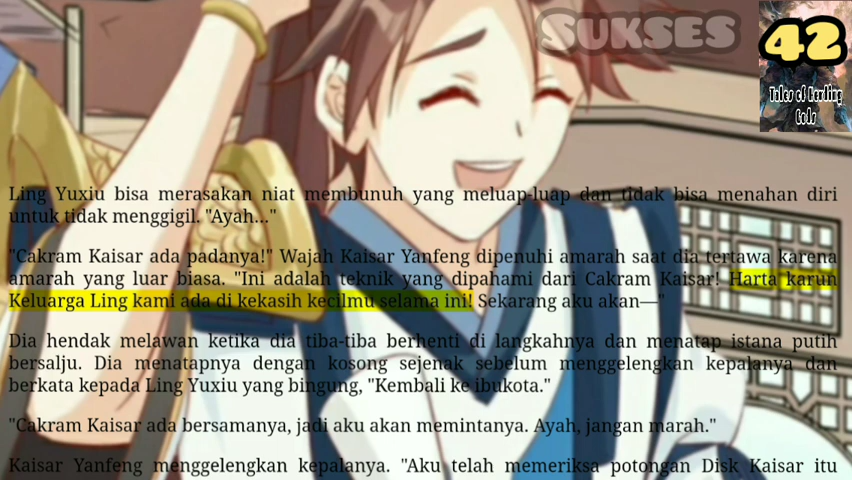 SUKSES
42
Tales of Herding
Gods
Ling Yuxiu bisa merasakan niat membunuh yang meluap-luap dan tidak bisa menahan diri
untuk tidak menggigil. "Ayah..."
"Cakram Kaisar ada padanya!" Wajah Kaisar Yanfeng dipenuhi amarah saat dia tertawa karena
amarah yang luar biasa. "Ini adalah teknik yang dipahami dari Cakram Kaisar! Harta karun
Keluarga Ling kami ada di kekasih kecilmu selama ini! Sekarang aku akan—"
Dia hendak melawan ketika dia tiba-tiba berhenti di langkahnya dan menatap istana putih
bersalju. Dia menatapnya dengan kosong sejenak sebelum menggelengkan kepalanya dan
berkata kepada Ling Yuxiu yang bingung, "Kembali ke ibukota."
"Cakram Kaisar ada bersamanya, jadi aku akan memintanya. Ayah, jangan marah."
Kaisar Yanfeng menggelengkan kepalanya. "Aku telah memeriksa potongan Disk Kaisar itu